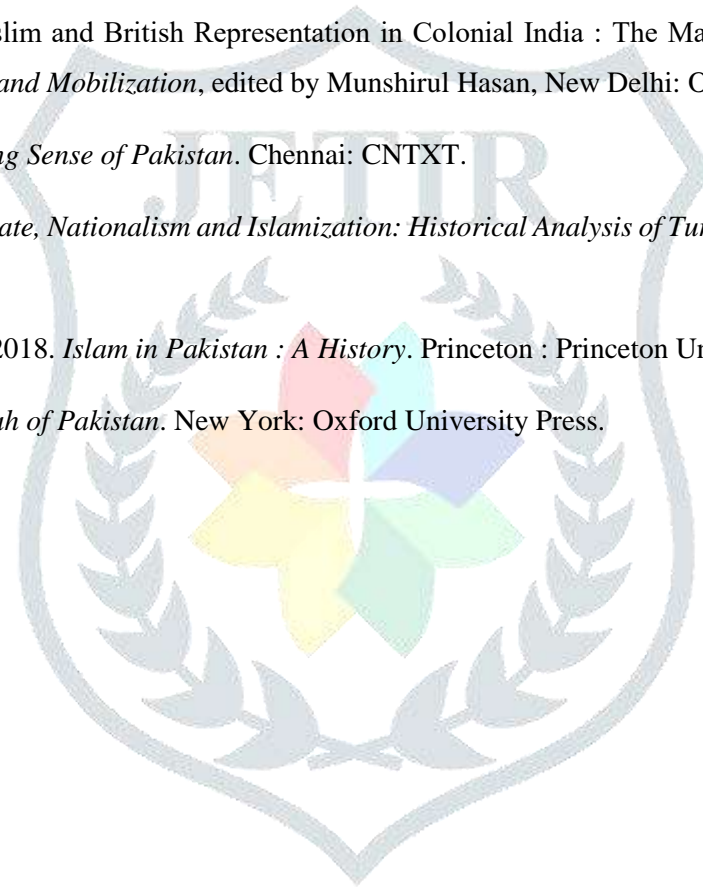 slim and British Representation in Colonial India : The Ma
and Mobilization, edited by Munshirul Hasan, New Delhi: O
ng Sense of Pakistan. Chennai: CNTXT.
ate, Nationalism and Islamization: Historical Analysis of Tur
JETIR
2018. Islam in Pakistan : A History. Princeton : Princeton Un
ah of Pakistan. New York: Oxford University Press.